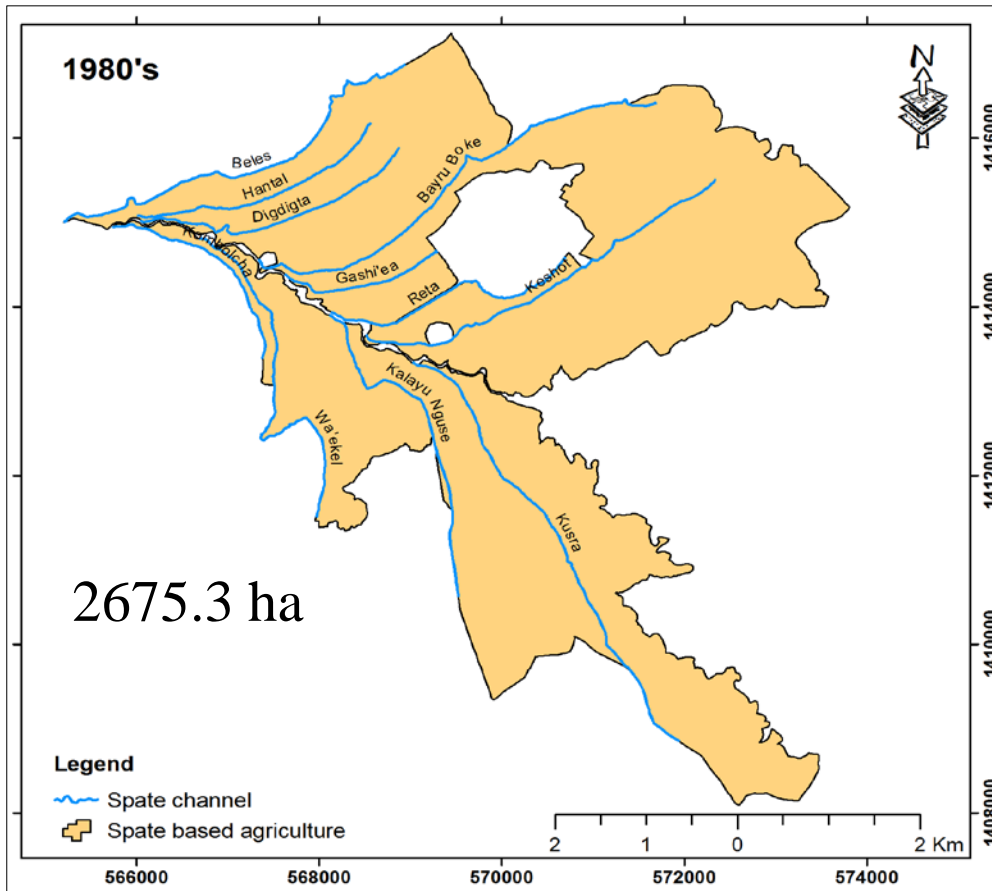 1980's
N
Beles
Hantal
Digdigta
Bayru Boke
Kombolcha
Gashi'ea
Reta
Keshot
Kalayu Nguse
Wa'ekel
Kusra
2675.3 ha
Legend
Spate channel
Spate based agriculture
2 1 0 2 Km
566000 568000 570000 572000 574000
1416000
1414000
1412000
1410000
1408000